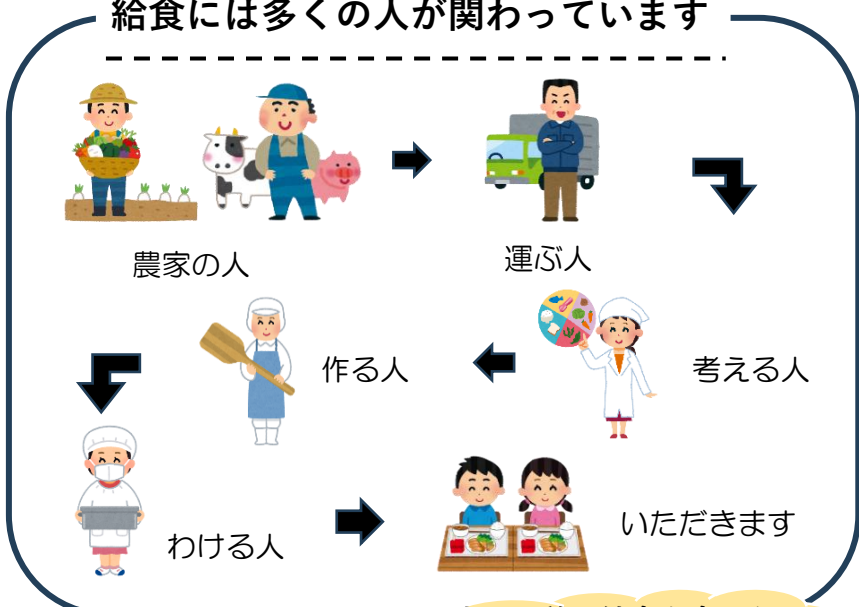 給食には多くの人が関わっています
農家の人
運ぶ人
考える人
作る人
わける人
いただきます